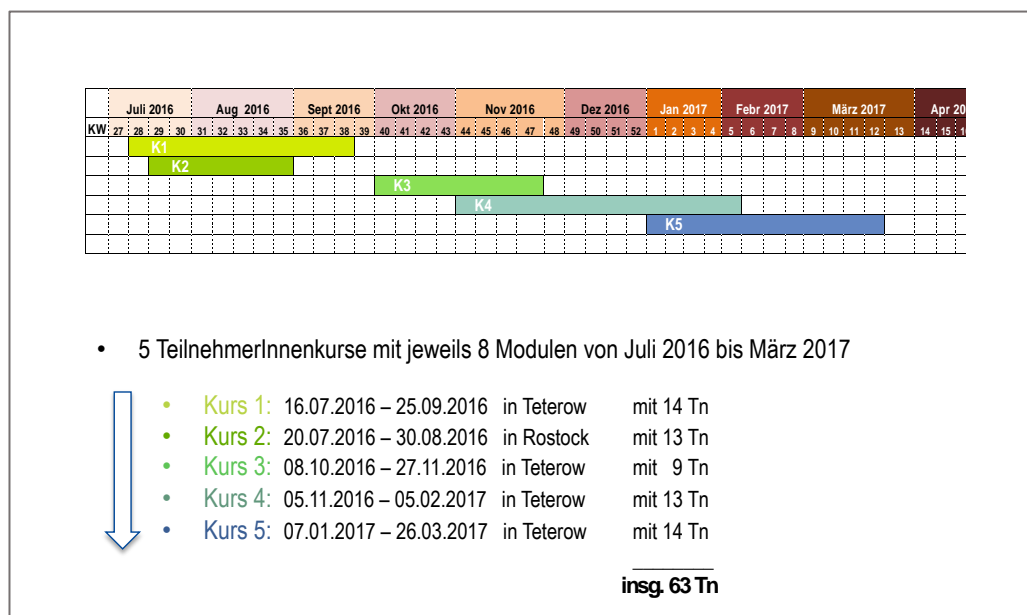 Juli 2016 Aug 2016 Sept 2016 Okt 2016 Nov 2016 Dez 2016 Jan 2017 Febr 2017 März 2017 Apr 20
KW 27 28 29 30 31 32 33 34 35 36 37 38 39 40 41 42 43 44 45 46 47 48 49 50 51 52 1 2 3 4 5 6 7 8 9 10 11 12 13 14 15 1
K1
K2
K3
K4
K5
• 5 TeilnehmerInnenkurse mit jeweils 8 Modulen von Juli 2016 bis März 2017
• Kurs 1: 16.07.2016 – 25.09.2016 in Teterow mit 14 Tn
• Kurs 2: 20.07.2016 – 30.08.2016 in Rostock mit 13 Tn
• Kurs 3: 08.10.2016 – 27.11.2016 in Teterow mit 9 Tn
• Kurs 4: 05.11.2016 – 05.02.2017 in Teterow mit 13 Tn
• Kurs 5: 07.01.2017 – 26.03.2017 in Teterow mit 14 Tn
insg. 63 Tn